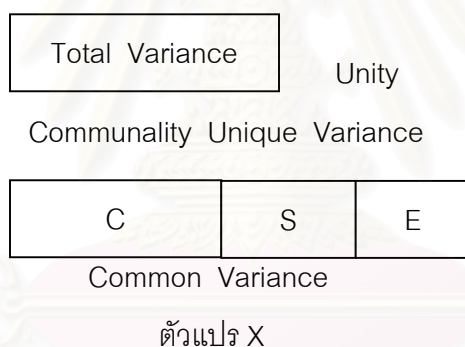 Total Variance
Unity
Communality Unique Variance
C S E
Common Variance
ตัวแปร X